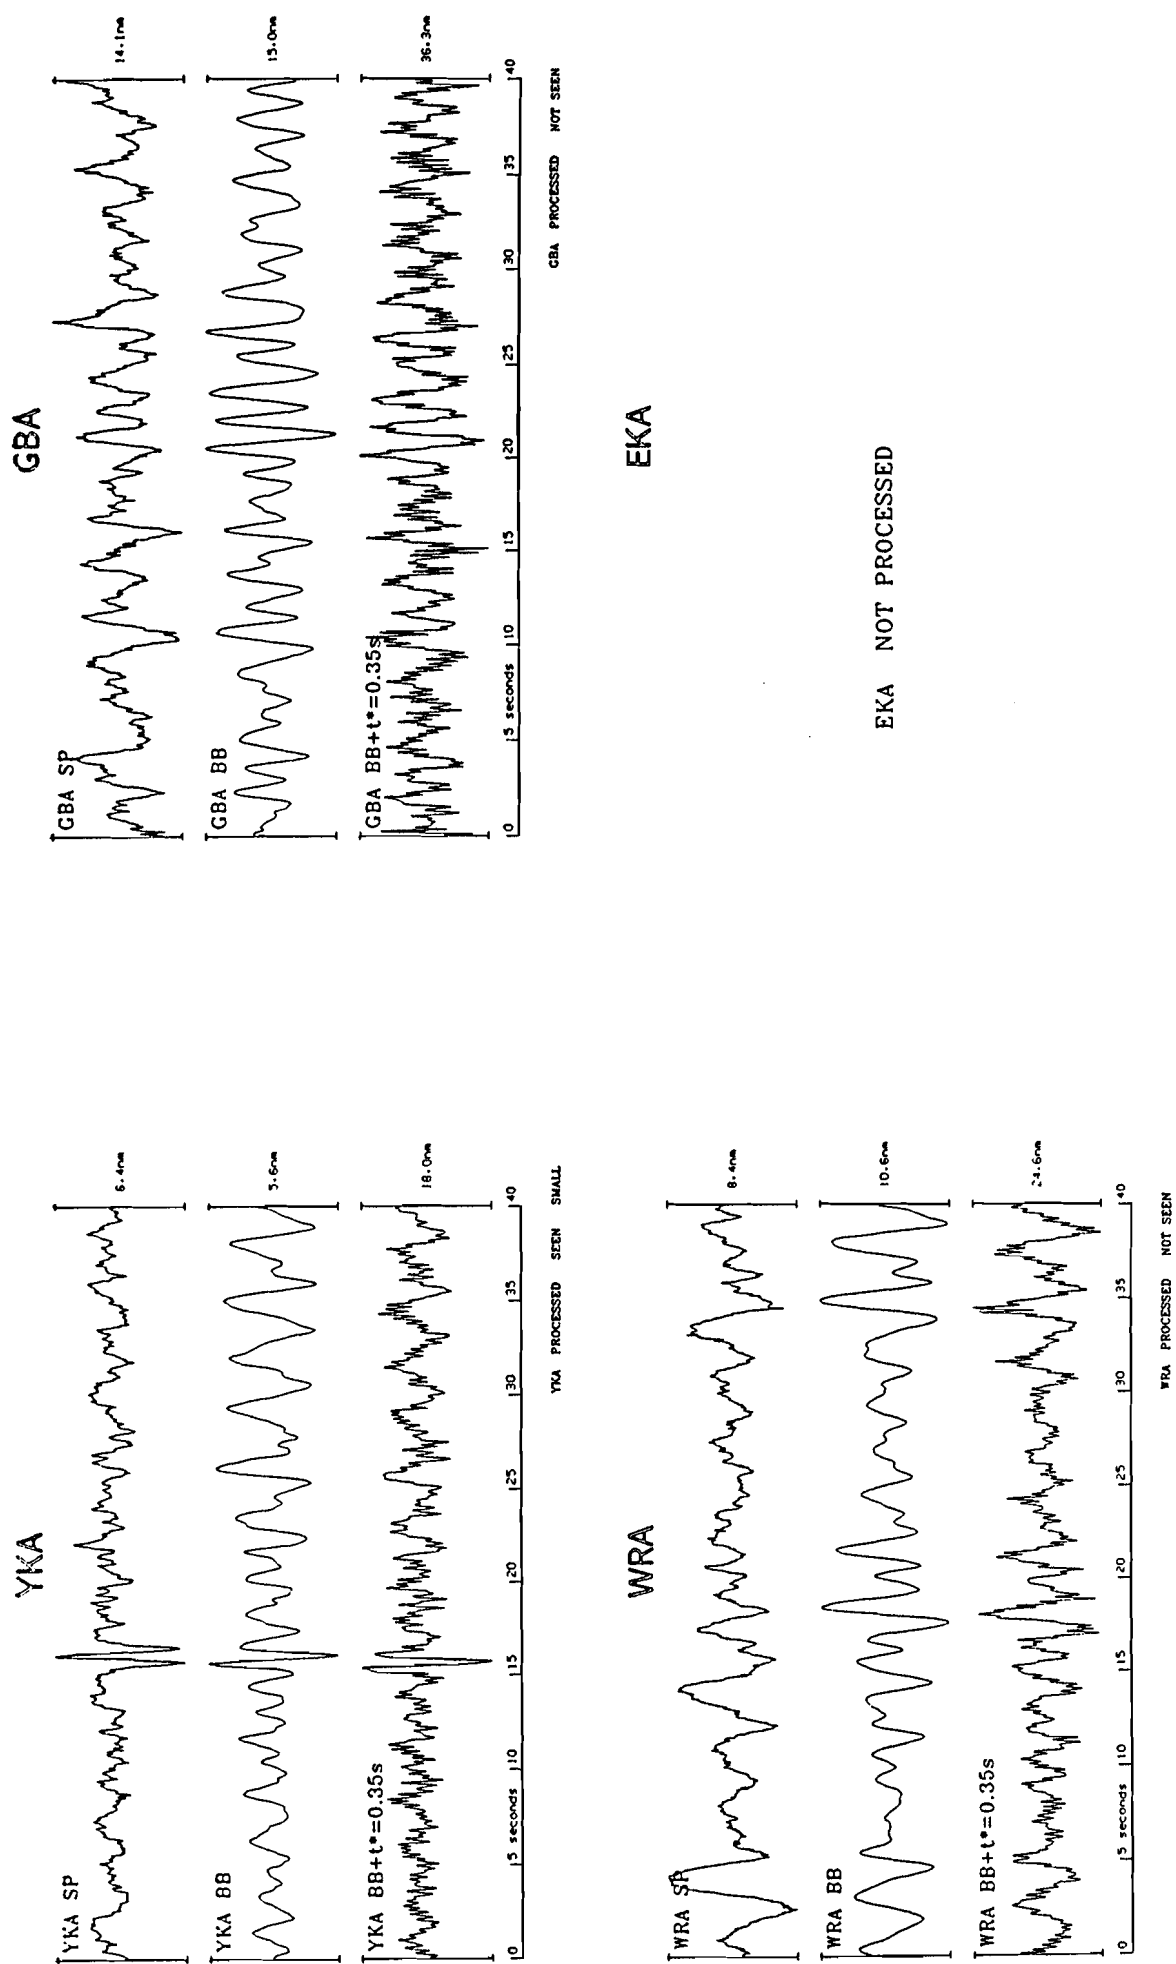 YKA
YKA SP
6.4nm
YKA BB
5.6nm
YKA BB+t*=0.35s
18.0nm
0 5 seconds 10 15 20 25 30 35 40
YKA PROCESSED SEEN SMALL
GBA
GBA SP
14.1nm
GBA BB
15.0nm
GBA BB+t*=0.35s
36.3nm
0 5 seconds 10 15 20 25 30 35 40
GBA PROCESSED NOT SEEN
WRA
WRA SP
8.4nm
WRA BB
10.6nm
WRA BB+t*=0.35s
24.6nm
0 5 seconds 10 15 20 25 30 35 40
WRA PROCESSED NOT SEEN
EKA
EKA NOT PROCESSED